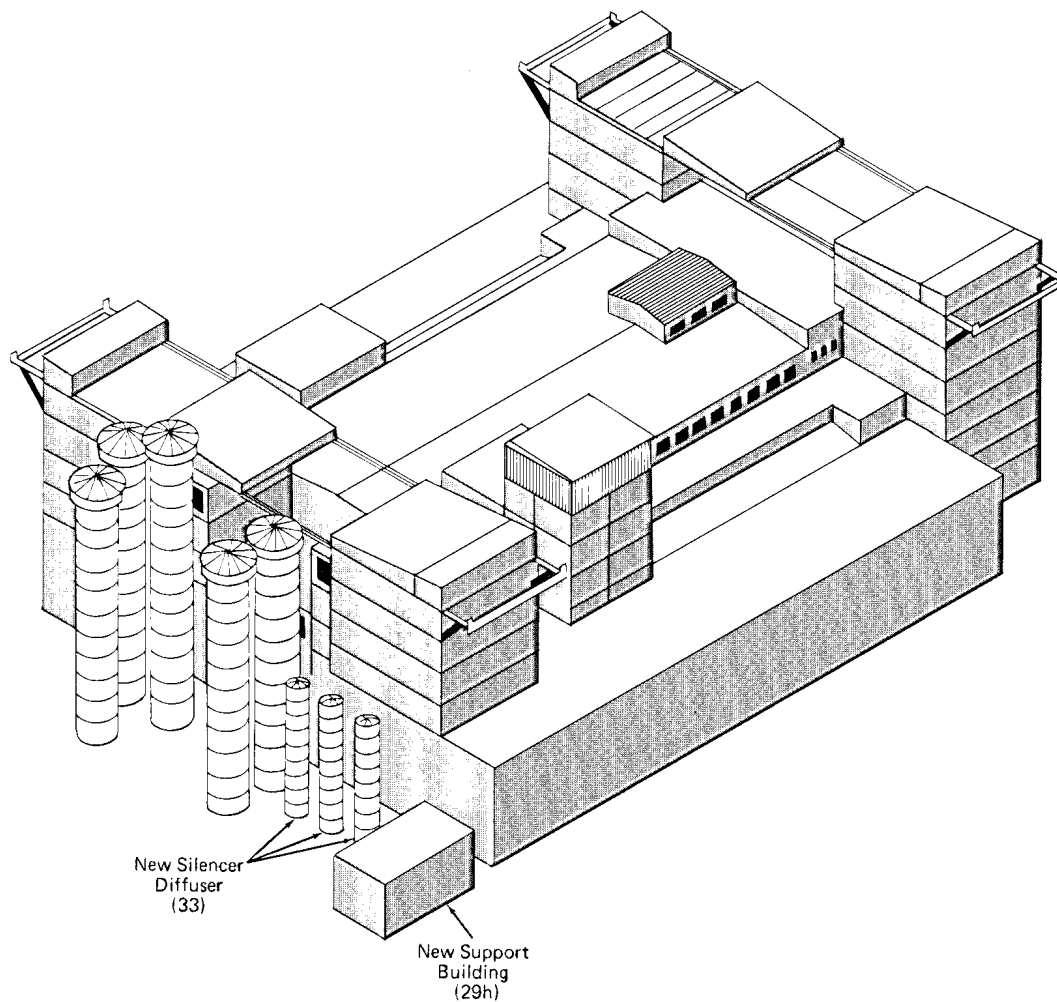 New Silencer
Diffuser
(33)
New Support
Building
(29h)